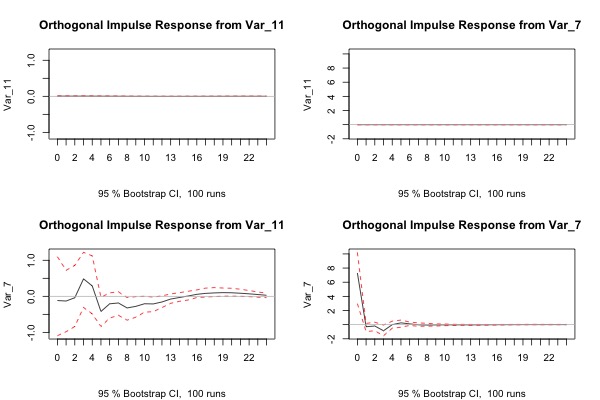 Orthogonal Impulse Response from Var_11
Var_11
1.0
0.0
-1.0
0 2 4 6 8 10 13 16 19 22
95 % Bootstrap CI, 100 runs
Orthogonal Impulse Response from Var_7
Var_11
8
6
4
2
-2
0 2 4 6 8 10 13 16 19 22
95 % Bootstrap CI, 100 runs
Orthogonal Impulse Response from Var_11
Var_7
1.0
0.0
-1.0
0 2 4 6 8 10 13 16 19 22
95 % Bootstrap CI, 100 runs
Orthogonal Impulse Response from Var_7
Var_7
8
6
4
2
-2
0 2 4 6 8 10 13 16 19 22
95 % Bootstrap CI, 100 runs